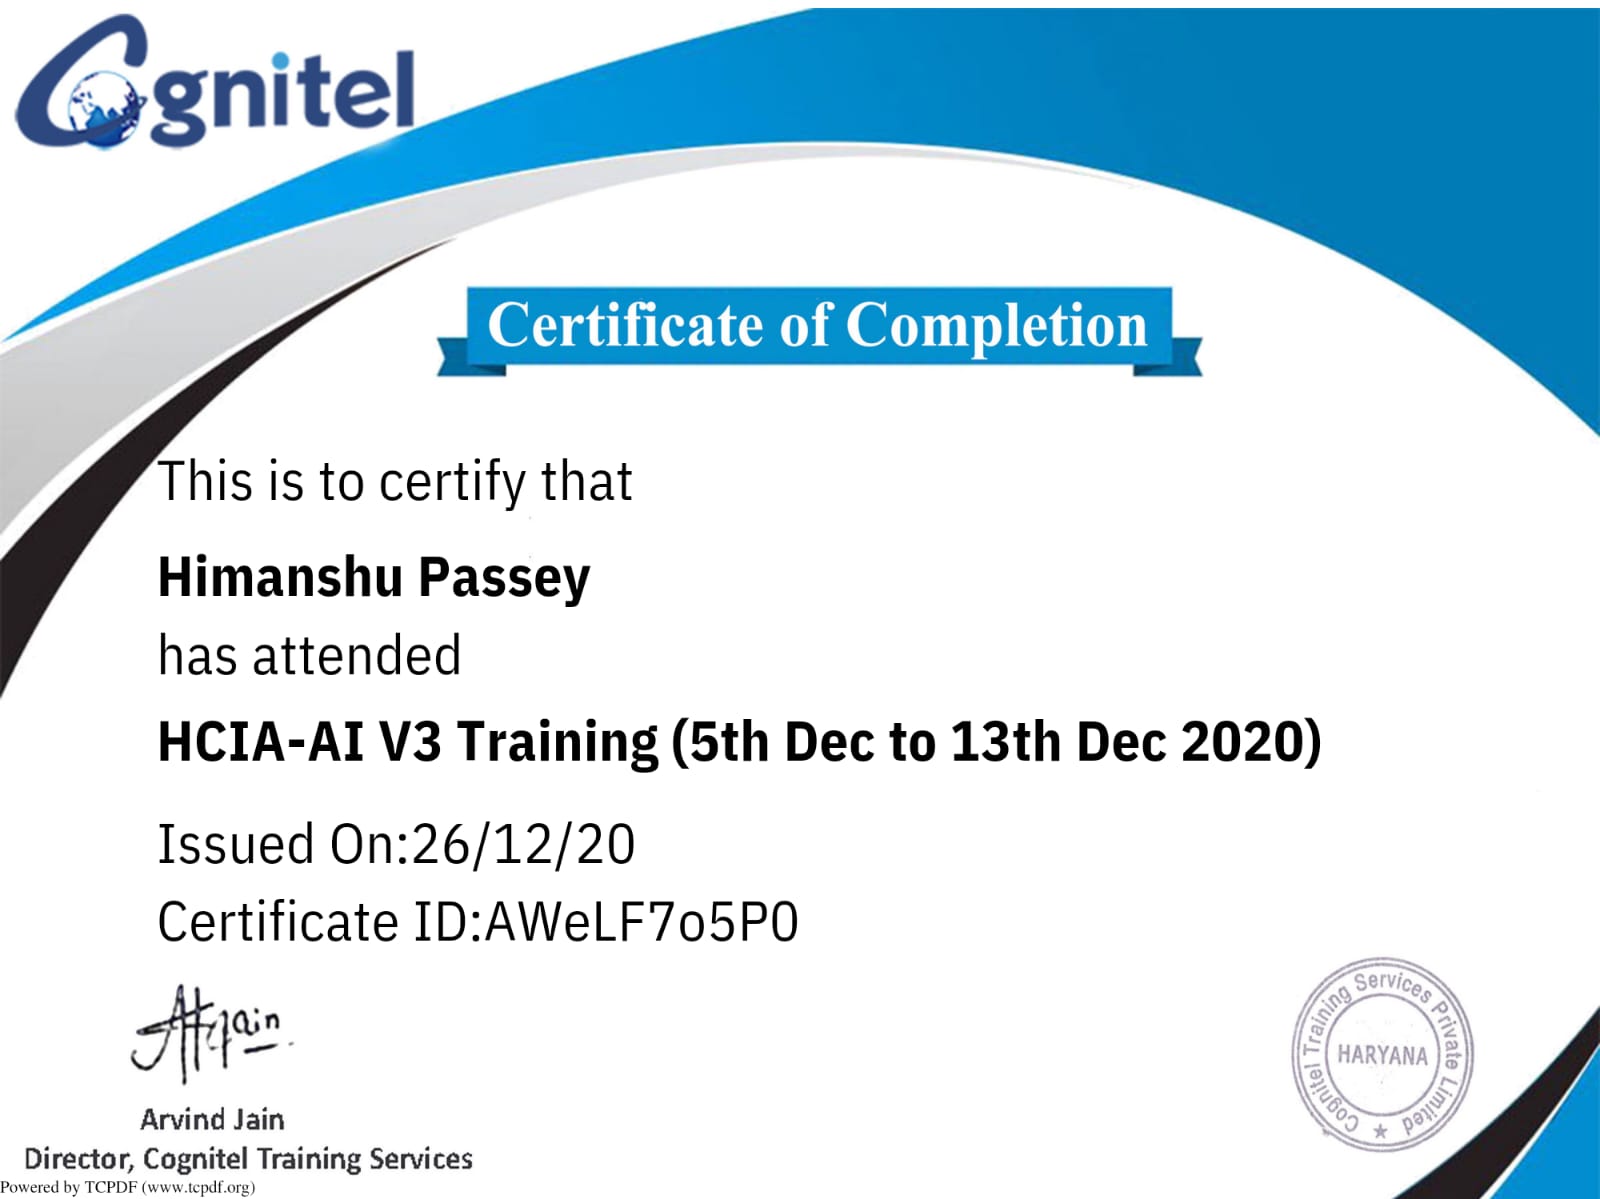 Cognitel
Certificate of Completion
This is to certify that
Himanshu Passey
has attended
HCIA-AI V3 Training (5th Dec to 13th Dec 2020)
Issued On:26/12/20
Certificate ID:AWeLF7o5P0
AKJain
Arvind Jain
Director, Cognitel Training Services
Powered by TCPDF (www.tcpdf.org)
Cognitel Training Services Private Limited ★
HARYANA